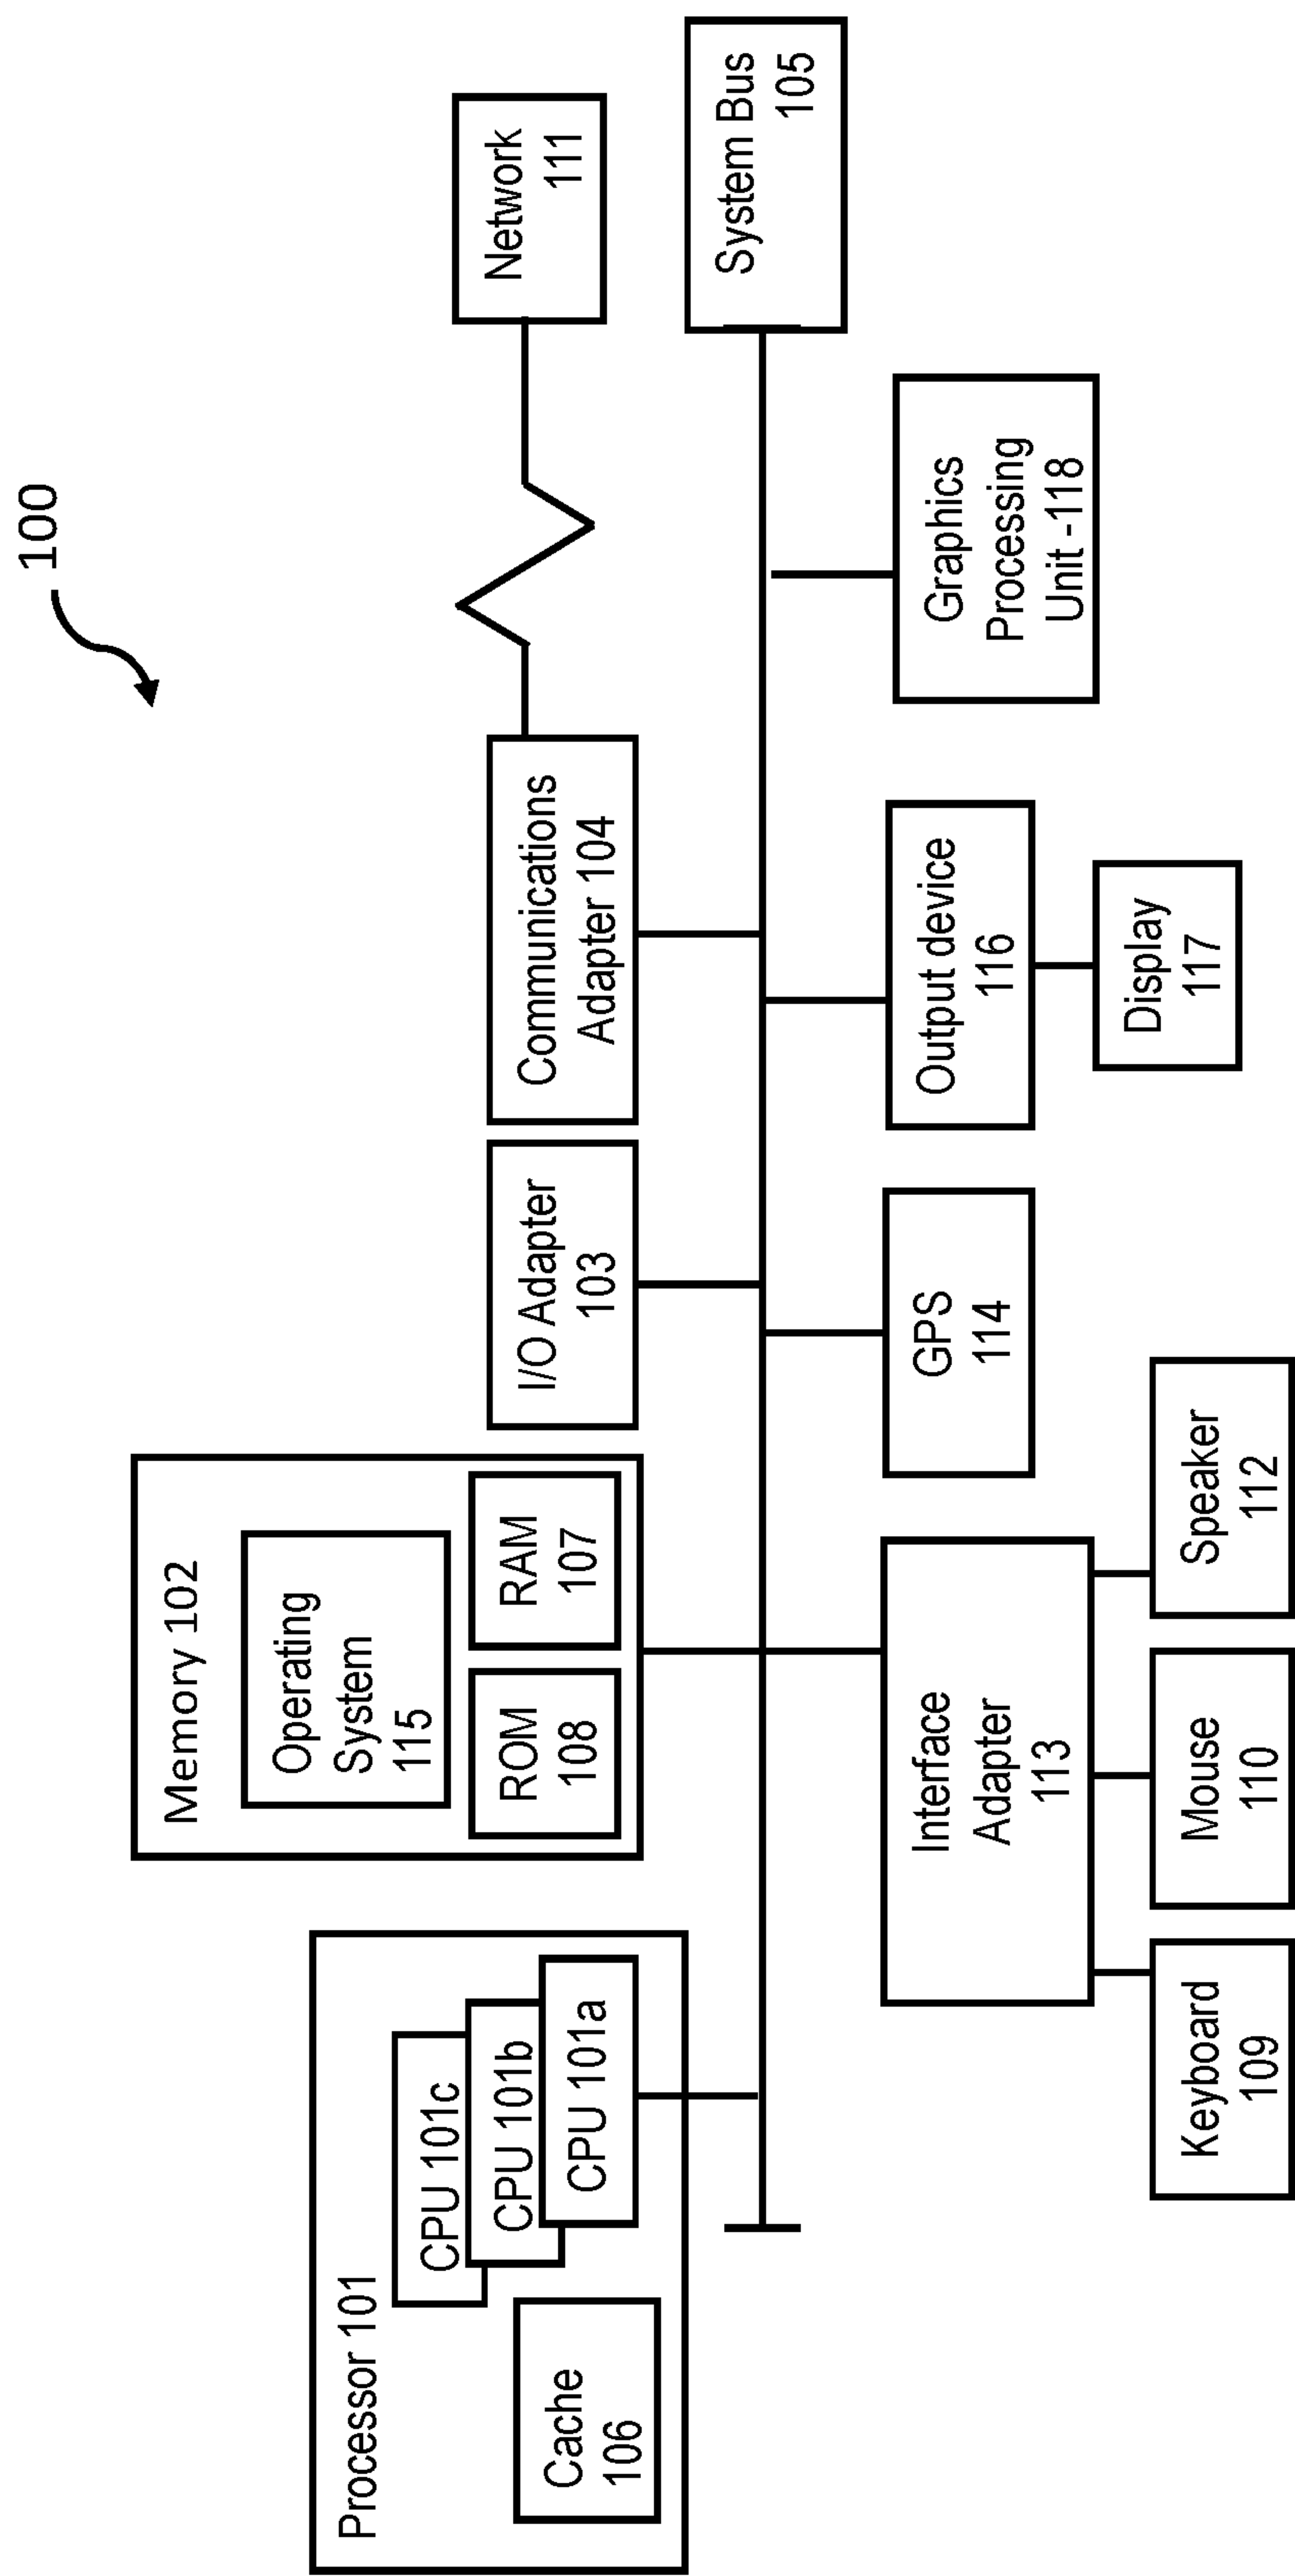 100
Processor 101
CPU 101c
CPU 101b
CPU 101a
Cache
106
Memory 102
Operating
System
115
ROM
108
RAM
107
I/O Adapter
103
Communications
Adapter 104
Network
111
System Bus
105
Interface
Adapter
113
Keyboard
109
Mouse
110
Speaker
112
GPS
114
Output device
116
Display
117
Graphics
Processing
Unit -118